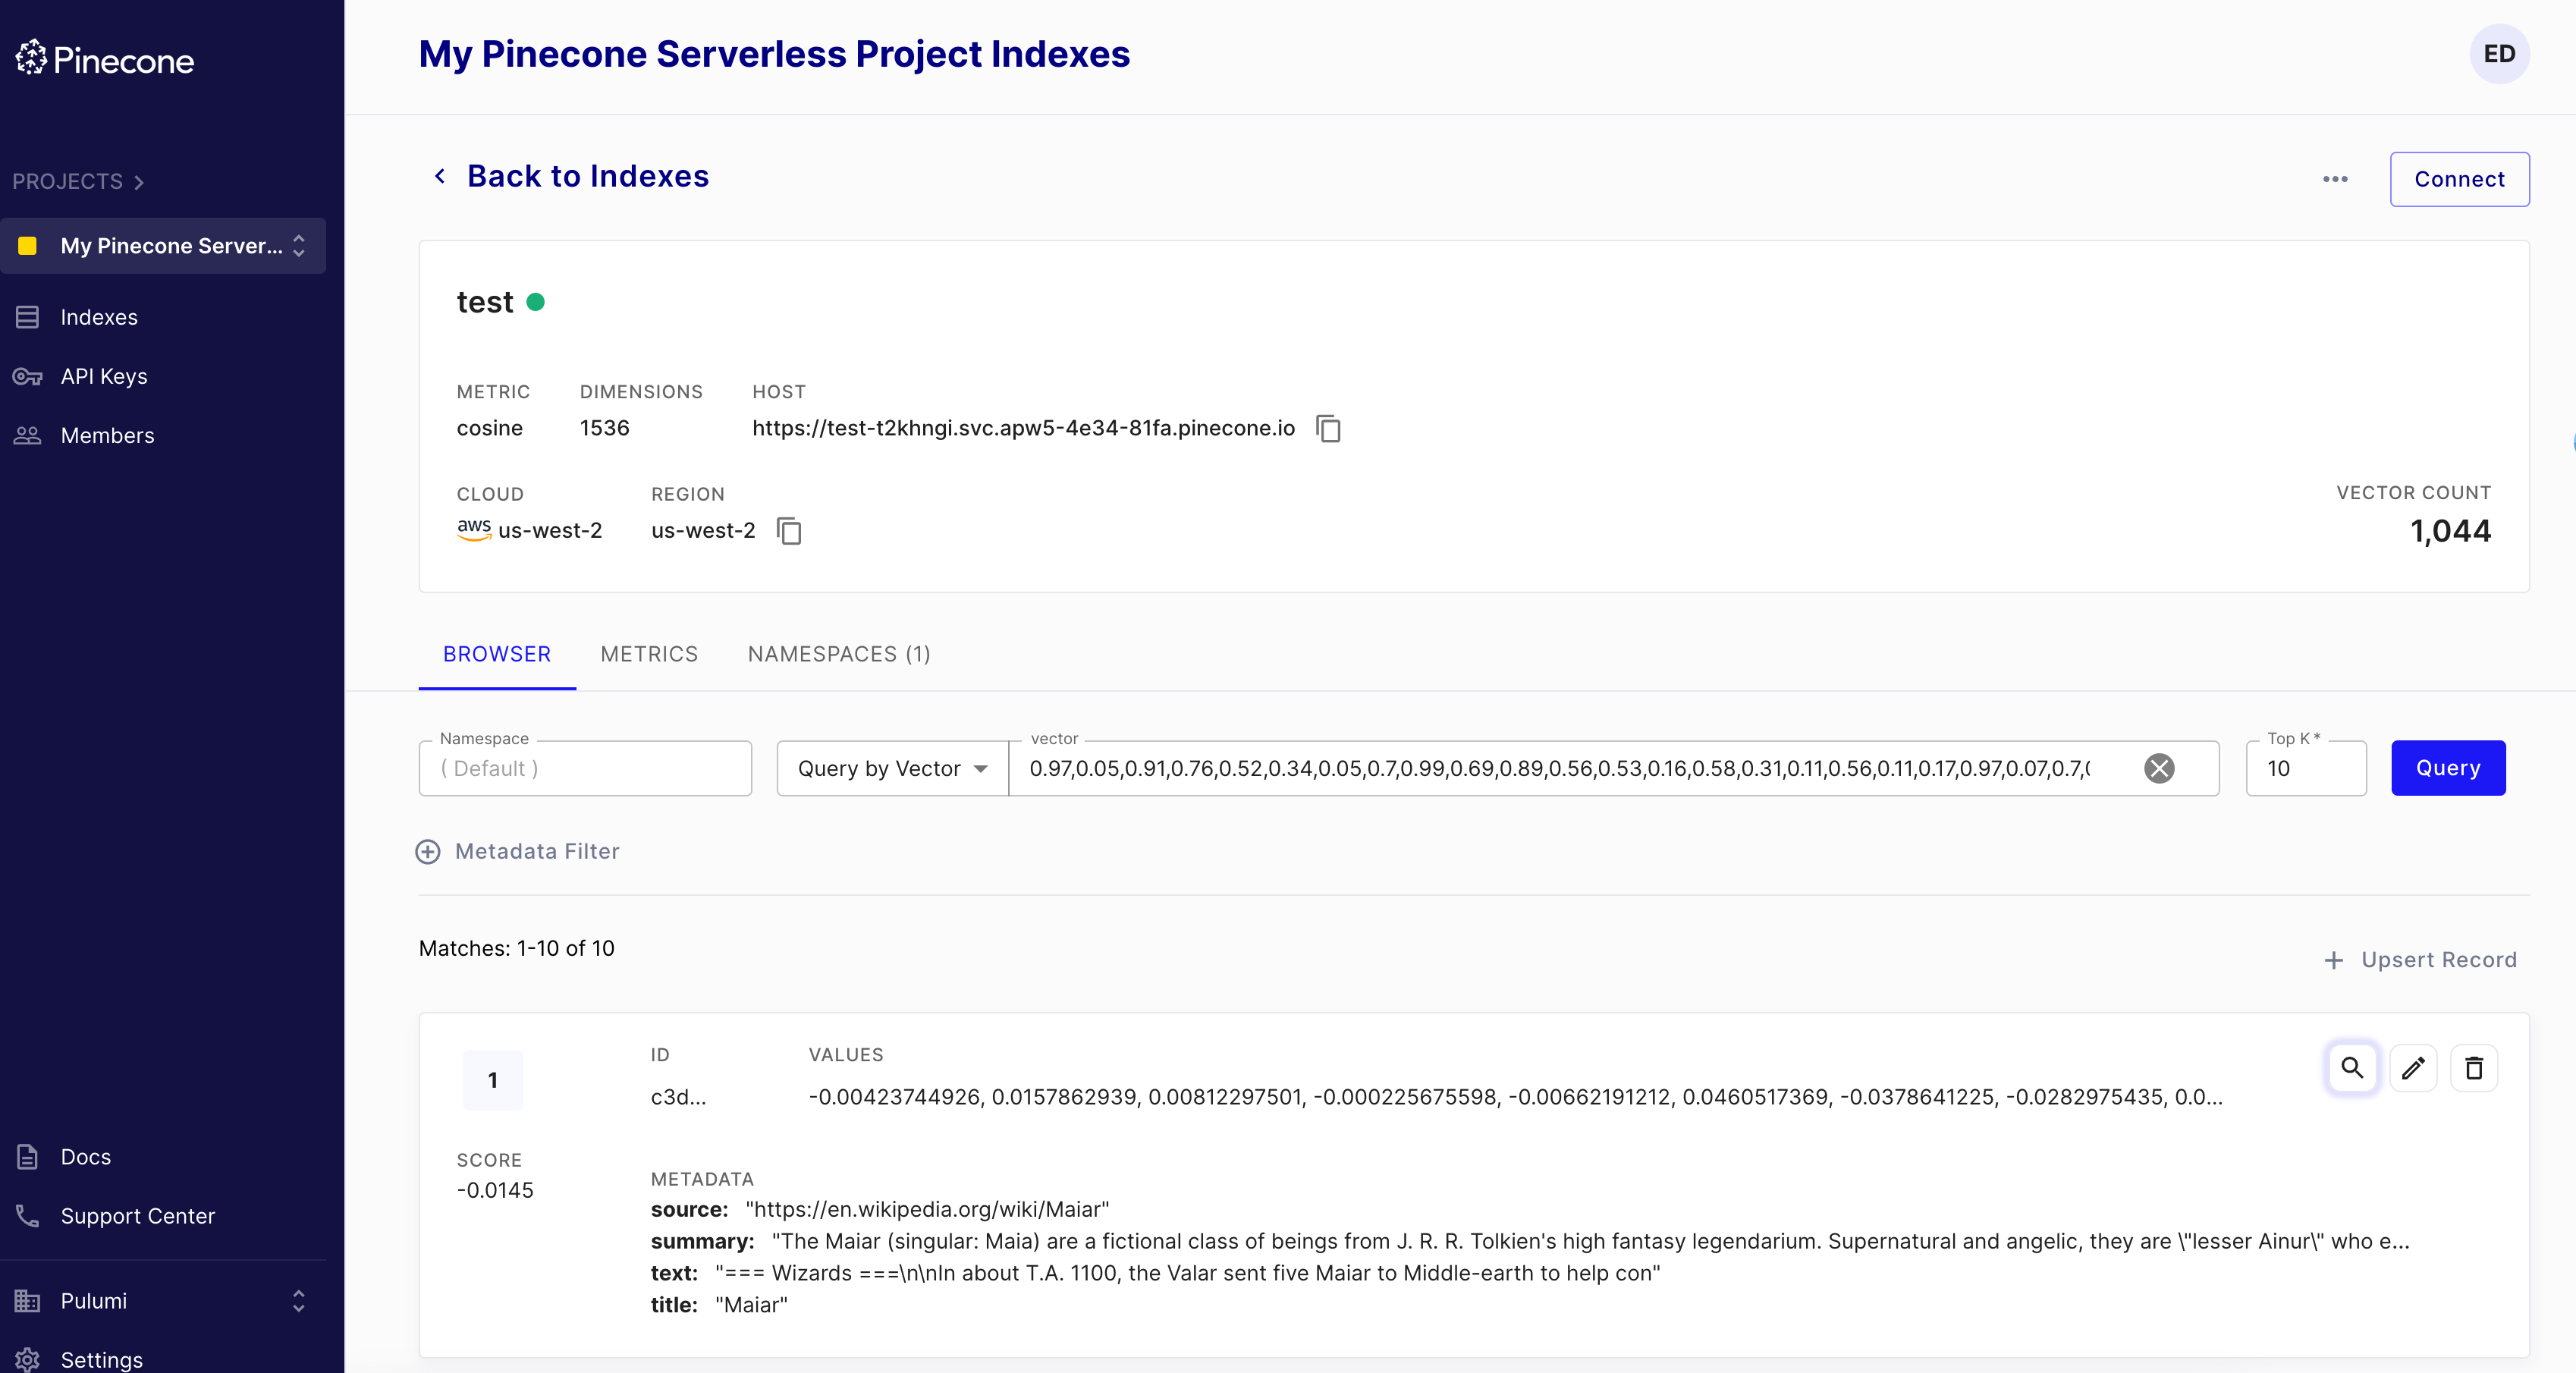 Pinecone
PROJECTS
My Pinecone Server...
Indexes
API Keys
Members
Docs
Support Center
Pulumi
Settings
My Pinecone Serverless Project Indexes
ED
Back to Indexes
Connect
test
METRIC DIMENSIONS HOST
cosine 1536 https://test-t2khngi.svc.apw5-4e34-81fa.pinecone.io
CLOUD REGION VECTOR COUNT
aws us-west-2 us-west-2 1,044
BROWSER METRICS NAMESPACES (1)
Namespace vector Top K*
( Default ) Query by Vector 0.97,0.05,0.91,0.76,0.52,0.34,0.05,0.7,0.99,0.69,0.89,0.56,0.53,0.16,0.58,0.31,0.11,0.56,0.11,0.17,0.97,0.07,0.7, 10 Query
Metadata Filter
Matches: 1-10 of 10
Upsert Record
1 ID VALUES
c3d... -0.00423744926, 0.0157862939, 0.00812297501, -0.000225675598, -0.00662191212, 0.0460517369, -0.0378641225, -0.0282975435, 0.0...
SCORE
-0.0145
METADATA
source: "https://en.wikipedia.org/wiki/Maiar"
summary: "The Maiar (singular: Maia) are a fictional class of beings from J. R. R. Tolkien's high fantasy legendarium. Supernatural and angelic, they are \"lesser Ainur\" who e...
text: "=== Wizards ===\n\nIn about T.A. 1100, the Valar sent five Maiar to Middle-earth to help con"
title: "Maiar"